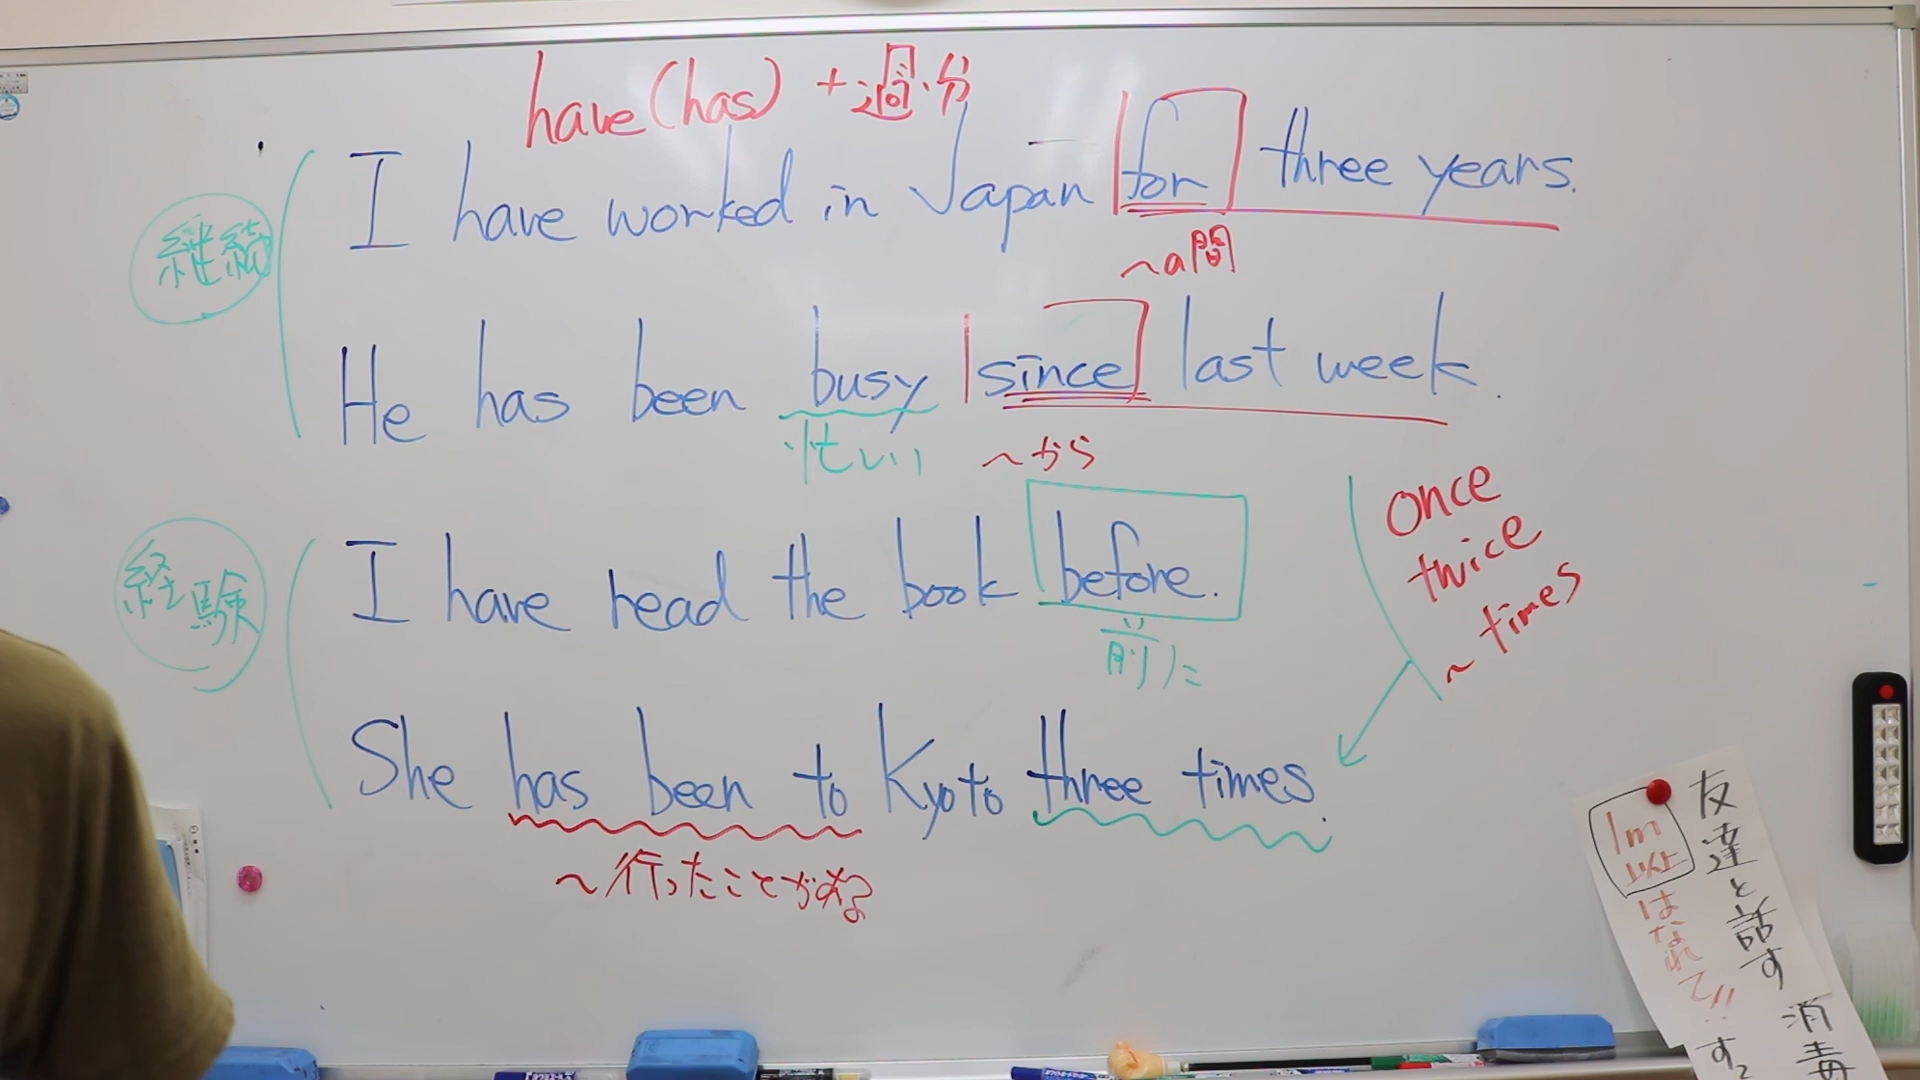 have(has) + 過・分
継続
I have worked in Japan for three years.
〜の間
He has been busy since last week.
忙しい
〜から
経験
I have read the book before.
前に
once
twice
〜 times
She has been to Kyoto three times.
〜行ったことがある
友達と話す
1m以上はなれて!!
消毒
す